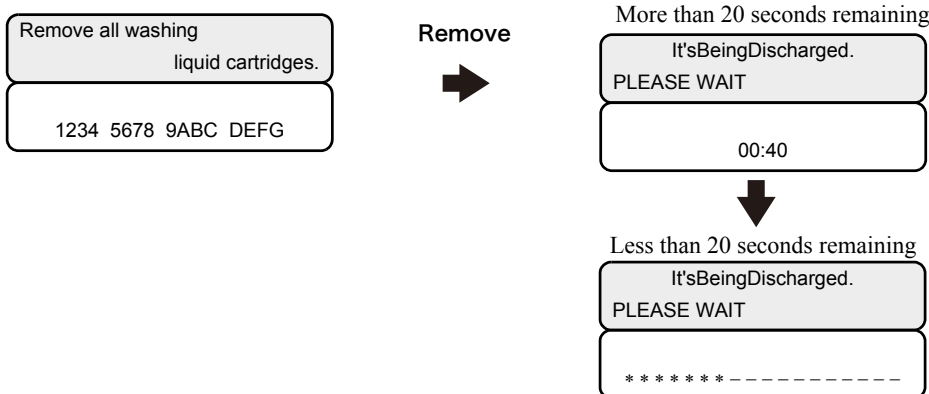 Remove all washing
liquid cartridges.
1234 5678 9ABC DEFG
Remove
More than 20 seconds remaining
It'sBeingDischarged.
PLEASE WAIT
00:40
Less than 20 seconds remaining
It'sBeingDischarged.
PLEASE WAIT
*******–––––––––––